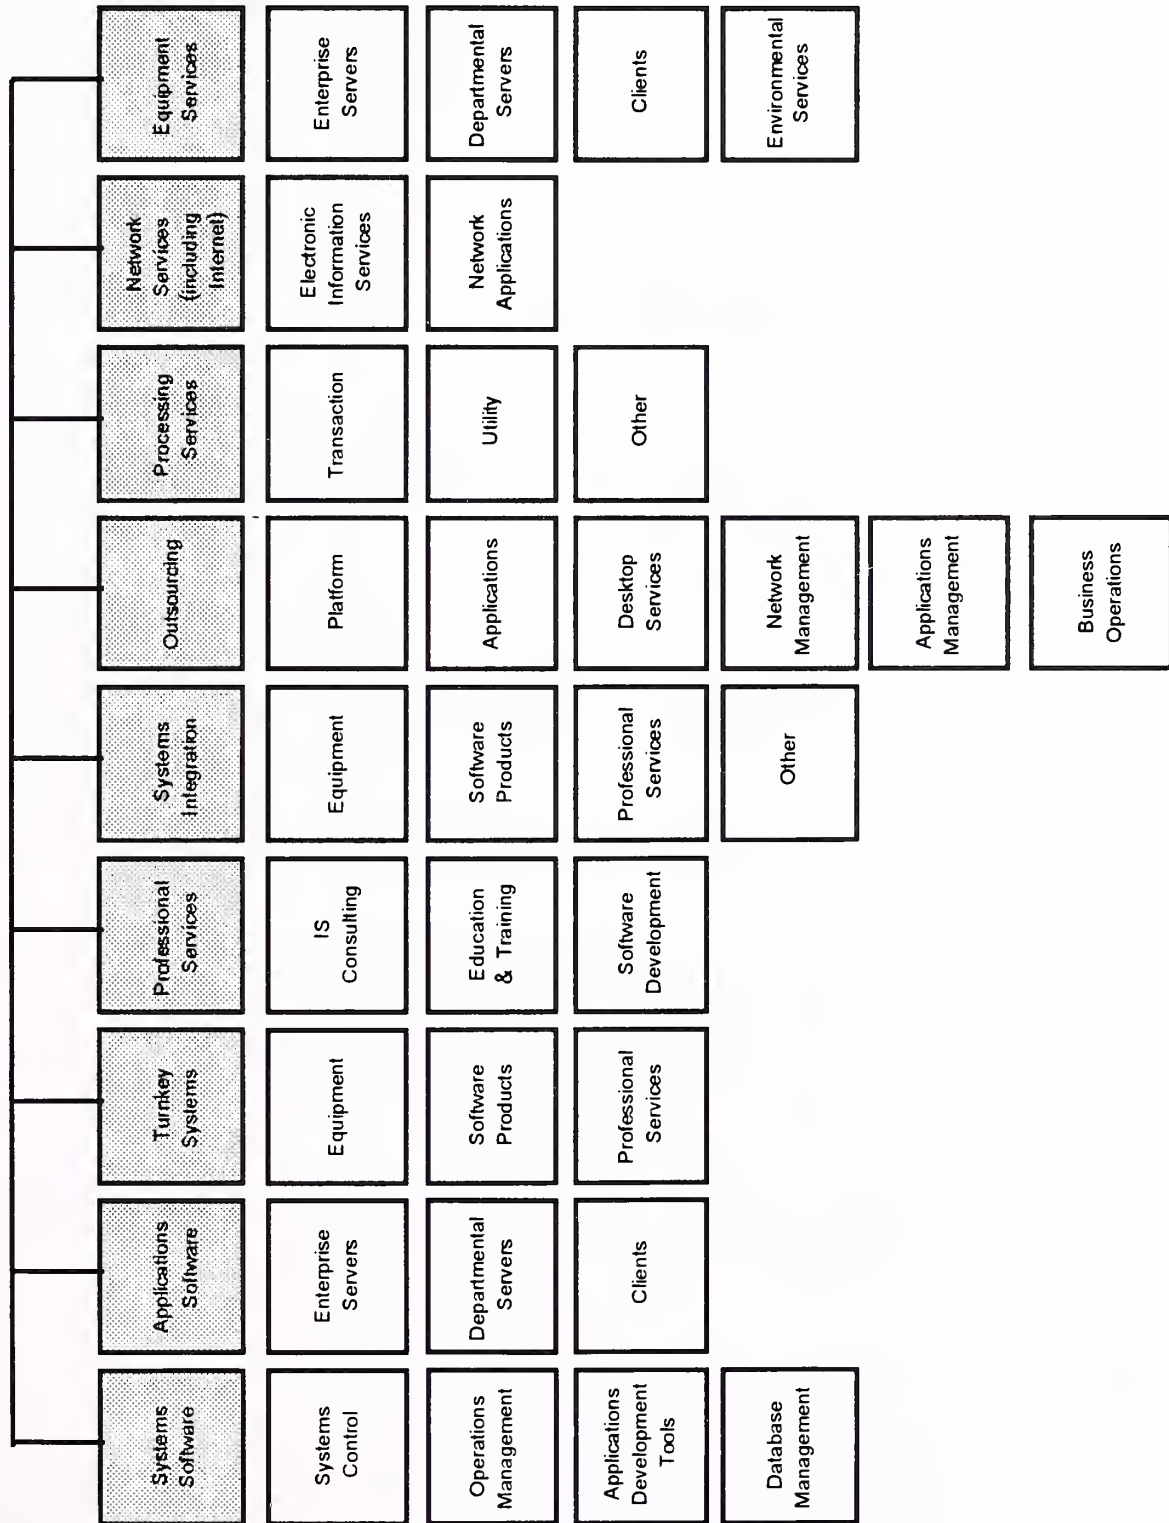 Systems
Software
Systems
Control
Operations
Management
Applications
Development
Tools
Database
Management
Applications
Software
Enterprise
Servers
Departmental
Servers
Clients
Turnkey
Systems
Equipment
Software
Products
Professional
Services
Professional
Services
IS
Consulting
Education
& Training
Software
Development
Systems
Integration
Equipment
Software
Products
Professional
Services
Other
Outsourcing
Platform
Applications
Desktop
Services
Network
Management
Applications
Management
Business
Operations
Processing
Services
Transaction
Utility
Other
Network
Services
(including
Internet)
Electronic
Information
Services
Network
Applications
Equipment
Services
Enterprise
Servers
Departmental
Servers
Clients
Environmental
Services